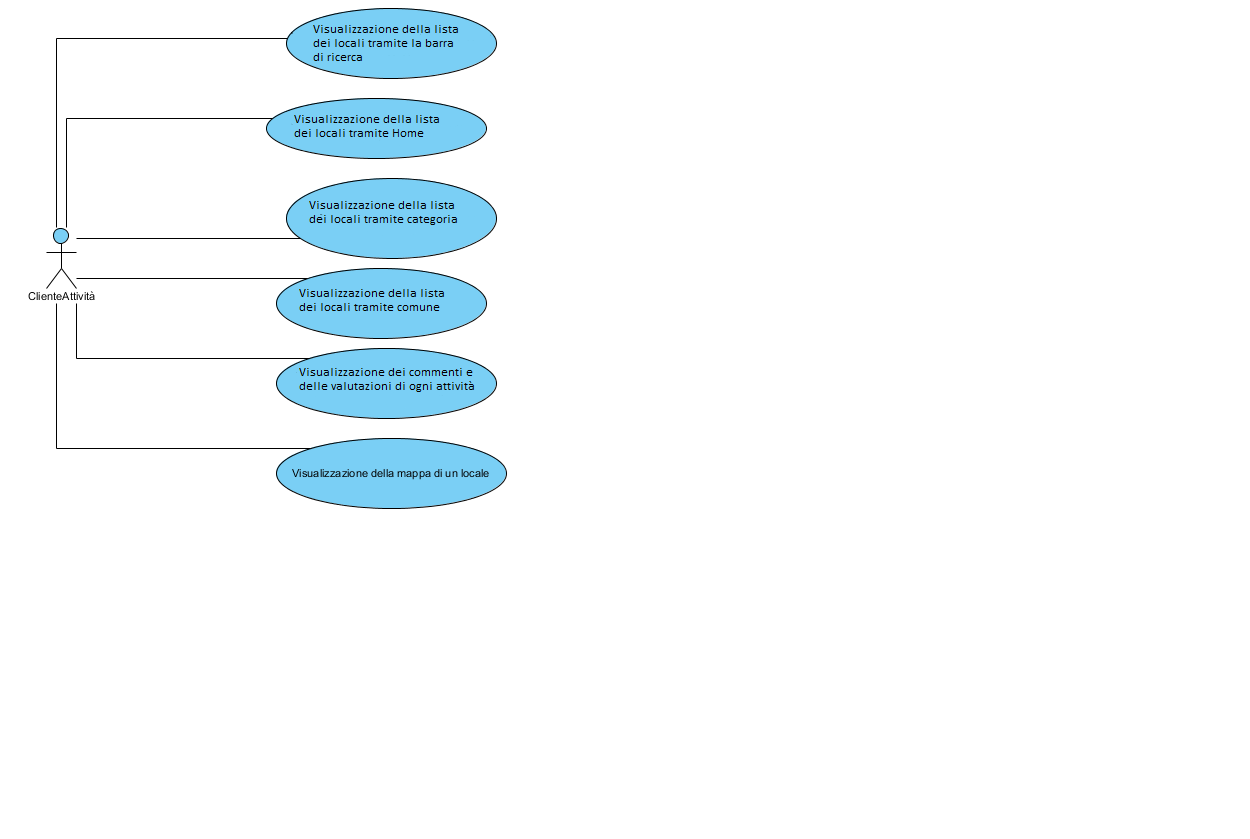 Visualizzazione della lista
dei locali tramite la barra
di ricerca
Visualizzazione della lista
dei locali tramite Home
Visualizzazione della lista
dei locali tramite categoria
ClienteAttività
Visualizzazione della lista
dei locali tramite comune
Visualizzazione dei commenti e
delle valutazioni di ogni attività
Visualizzazione della mappa di un locale